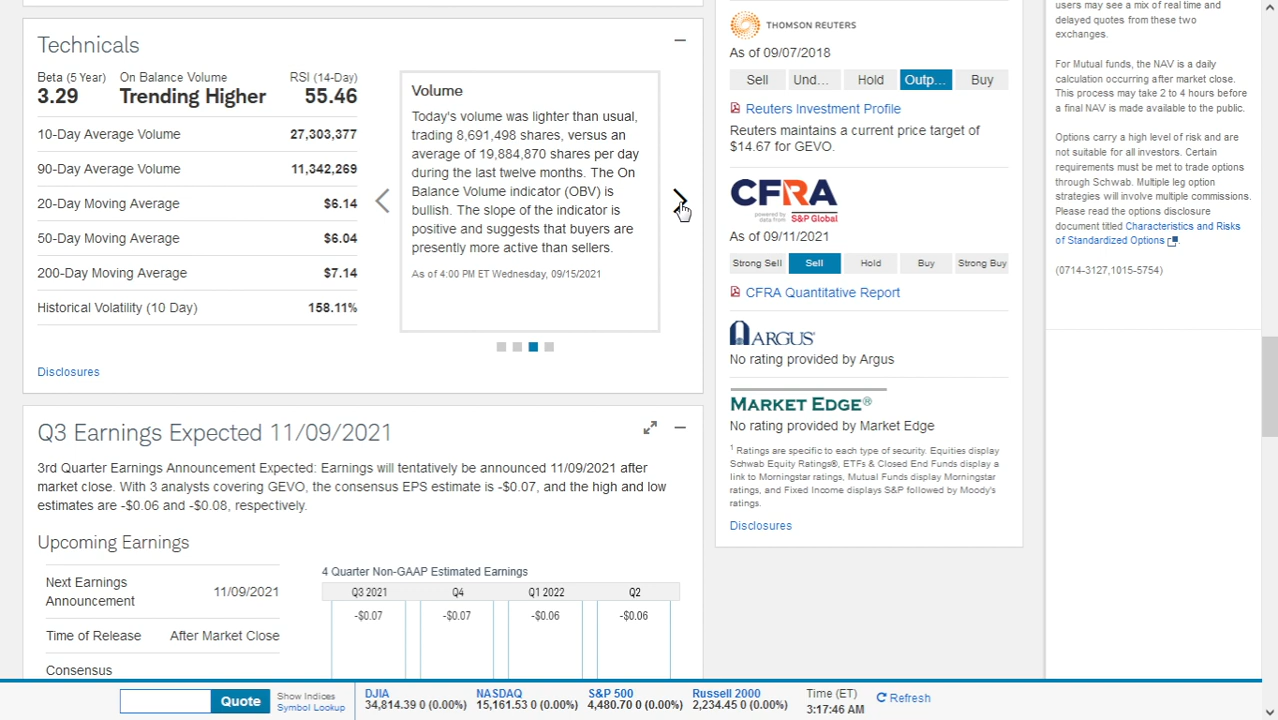 Technicals
Beta (5 Year) On Balance Volume RSI (14-Day)
3.29 Trending Higher 55.46
10-Day Average Volume 27,303,377
90-Day Average Volume 11,342,269
20-Day Moving Average $6.14
50-Day Moving Average $6.04
200-Day Moving Average $7.14
Historical Volatility (10 Day) 158.11%
Disclosures
Volume
Today's volume was lighter than usual,
trading 8,691,498 shares, versus an
average of 19,884,870 shares per day
during the last twelve months. The On
Balance Volume indicator (OBV) is
bullish. The slope of the indicator is
positive and suggests that buyers are
presently more active than sellers.
As of 4:00 PM ET Wednesday, 09/15/2021
Q3 Earnings Expected 11/09/2021
3rd Quarter Earnings Announcement Expected: Earnings will tentatively be announced 11/09/2021 after
market close. With 3 analysts covering GEVO, the consensus EPS estimate is -$0.07, and the high and low
estimates are -$0.06 and -$0.08, respectively.
Upcoming Earnings
Next Earnings
Announcement 11/09/2021
Time of Release After Market Close
Consensus
4 Quarter Non-GAAP Estimated Earnings
Q3 2021 Q4 Q1 2022 Q2
-$0.07 -$0.07 -$0.06 -$0.06
THOMSON REUTERS
As of 09/07/2018
Sell Und... Hold Outp... Buy
Reuters Investment Profile
Reuters maintains a current price target of
$14.67 for GEVO.
CFRA
powered by
data from S&P Global
As of 09/11/2021
Strong Sell Sell Hold Buy Strong Buy
CFRA Quantitative Report
ARGUS
No rating provided by Argus
MARKET EDGE®
No rating provided by Market Edge
1 Ratings are specific to each type of security. Equities display
Schwab Equity Ratings®, ETFs & Closed End Funds display a
link to Morningstar ratings, Mutual Funds display Morningstar
ratings, and Fixed Income displays S&P followed by Moody's
ratings.
Disclosures
users may see a mix of real time and
delayed quotes from these two
exchanges.
For Mutual funds, the NAV is a daily
calculation occurring after market close.
This process may take 2 to 4 hours before
a final NAV is made available to the public.
Options carry a high level of risk and are
not suitable for all investors. Certain
requirements must be met to trade options
through Schwab. Multiple leg option
strategies will involve multiple commissions.
Please read the options disclosure
document titled Characteristics and Risks
of Standardized Options.
(0714-3127,1015-5754)
Quote
Show Indices
Symbol Lookup
DJIA
34,814.39 0 (0.00%)
NASDAQ
15,161.53 0 (0.00%)
S&P 500
4,480.70 0 (0.00%)
Russell 2000
2,234.45 0 (0.00%)
Time (ET)
3:17:46 AM
Refresh